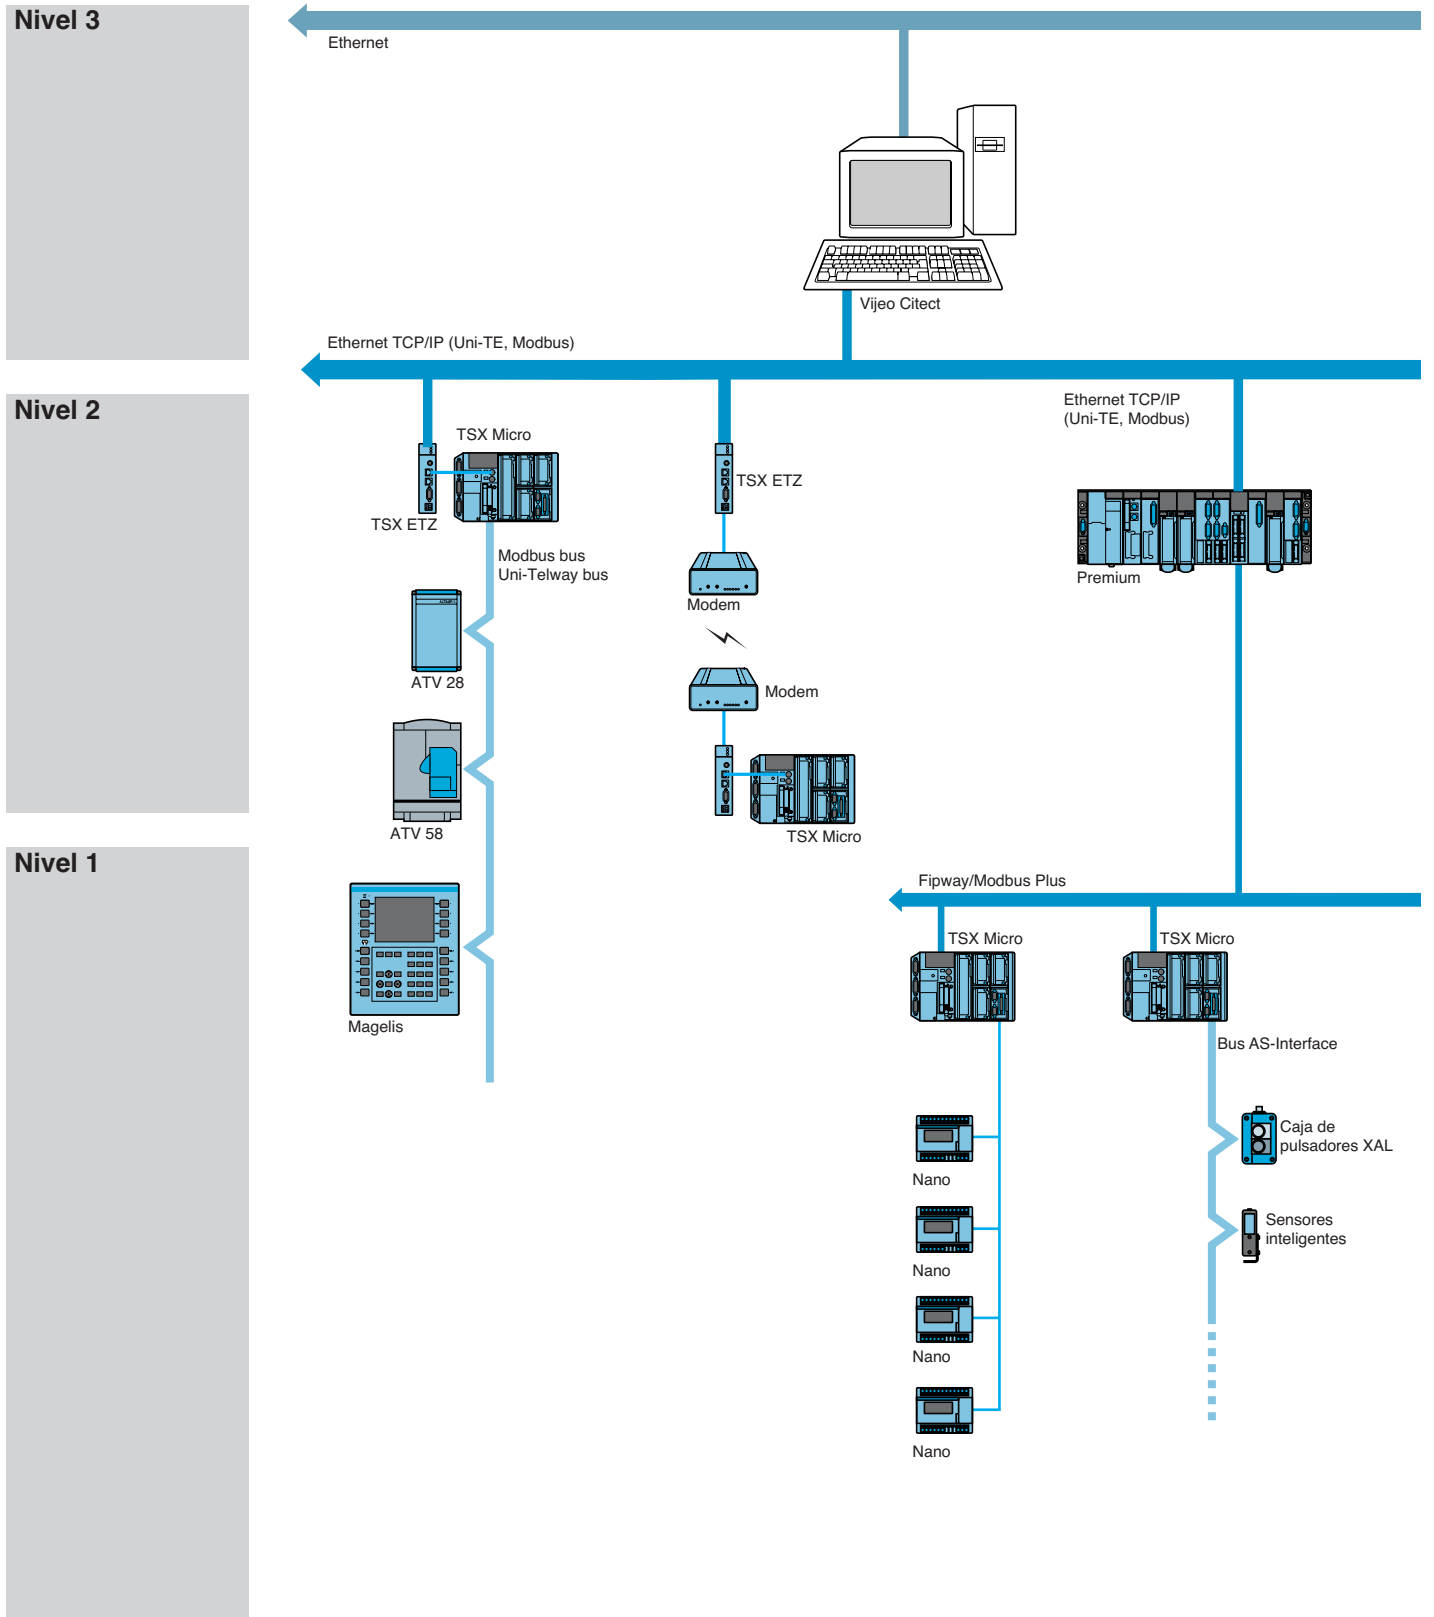 Nivel 3
Ethernet
Vijeo Citect
Ethernet TCP/IP (Uni-TE, Modbus)
Nivel 2
Ethernet TCP/IP
(Uni-TE, Modbus)
TSX Micro
TSX ETZ
TSX ETZ
Modbus bus
Uni-Telway bus
Premium
Modem
ATV 28
Modem
ATV 58
TSX Micro
Nivel 1
Fipway/Modbus Plus
TSX Micro
TSX Micro
Magelis
Bus AS-Interface
Caja de
pulsadores XAL
Nano
Sensores
inteligentes
Nano
Nano
Nano